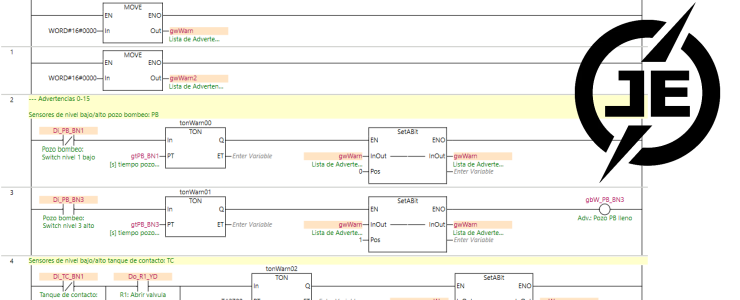 MOVE
EN ENO
WORD#16#0000 In Out gwWarn
Lista de Adverte...
1
MOVE
EN ENO
WORD#16#0000 In Out gwWarn2
Lista de Adverten...
2
--- Advertencias 0-15
Sensores de nivel bajo/alto pozo bombeo: PB
tonWarn00
DI_PB_BN1 TON SetABit
In Q EN ENO
Pozo bombeo:
Switch nivel 1 bajo
gtPB_BN1 PT ET Enter Variable gwWarn InOut InOut gwWarn
[s] tiempo pozo... Lista de Adverte... Lista de Adverte...
0 Pos Enter Variable
3
tonWarn01
DI_PB_BN3 TON SetABit gbW_PB_BN3
In Q EN ENO
Pozo bombeo:
Switch nivel 3 alto
Adv.: Pozo PB lleno
gtPB_BN3 PT ET Enter Variable gwWarn InOut InOut gwWarn
[s] tiempo pozo... Lista de Adverte... Lista de Adverte...
1 Pos Enter Variable
4
Sensores de nivel bajo/alto tanque de contacto: TC
tonWarn02
DI_TC_BN1 Do_R1_YD TON SetABit
In Q EN ENO
Tanque de contacto: R1: Abrir valvula